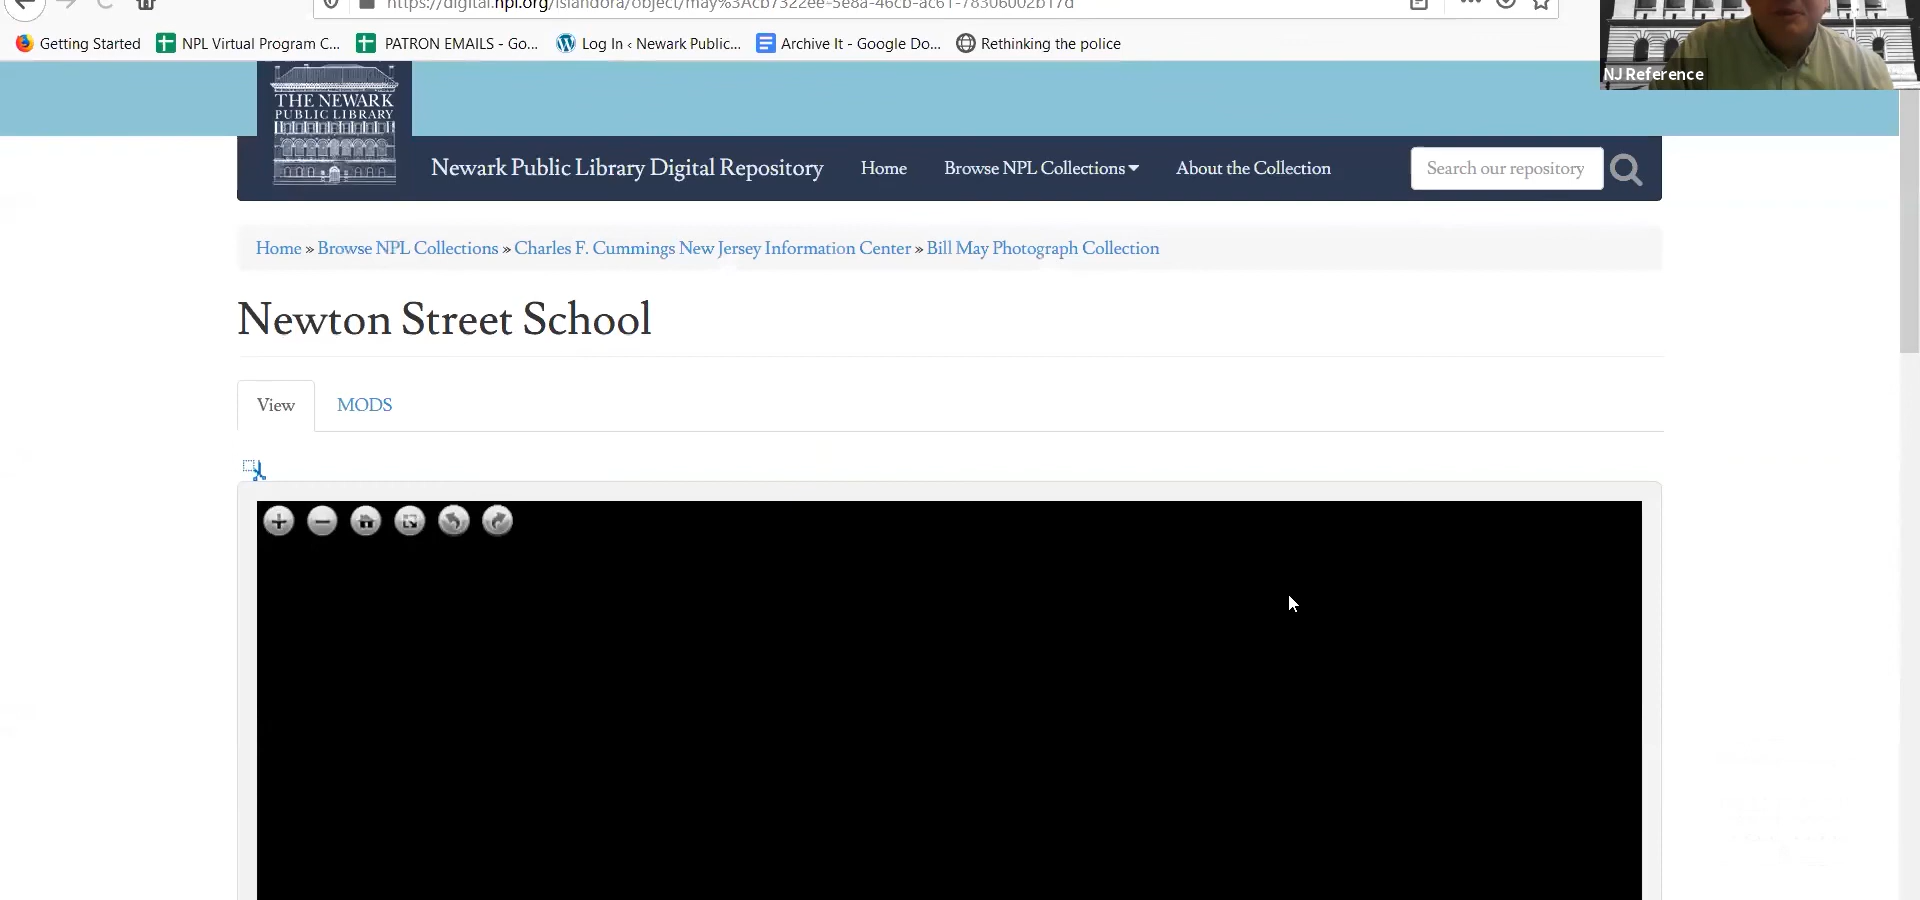 https://digital.npl.org/islandora/object/may%3Acb7322ee-5e8a-46cb-ac61-78306002b17d
Getting Started
NPL Virtual Program C...
PATRON EMAILS - Go...
Log In ‹ Newark Public...
Archive It - Google Do...
Rethinking the police
NJ Reference
THE NEWARK
PUBLIC LIBRARY
Newark Public Library Digital Repository
Home
Browse NPL Collections
About the Collection
Search our repository
Home » Browse NPL Collections » Charles F. Cummings New Jersey Information Center » Bill May Photograph Collection
Newton Street School
View
MODS